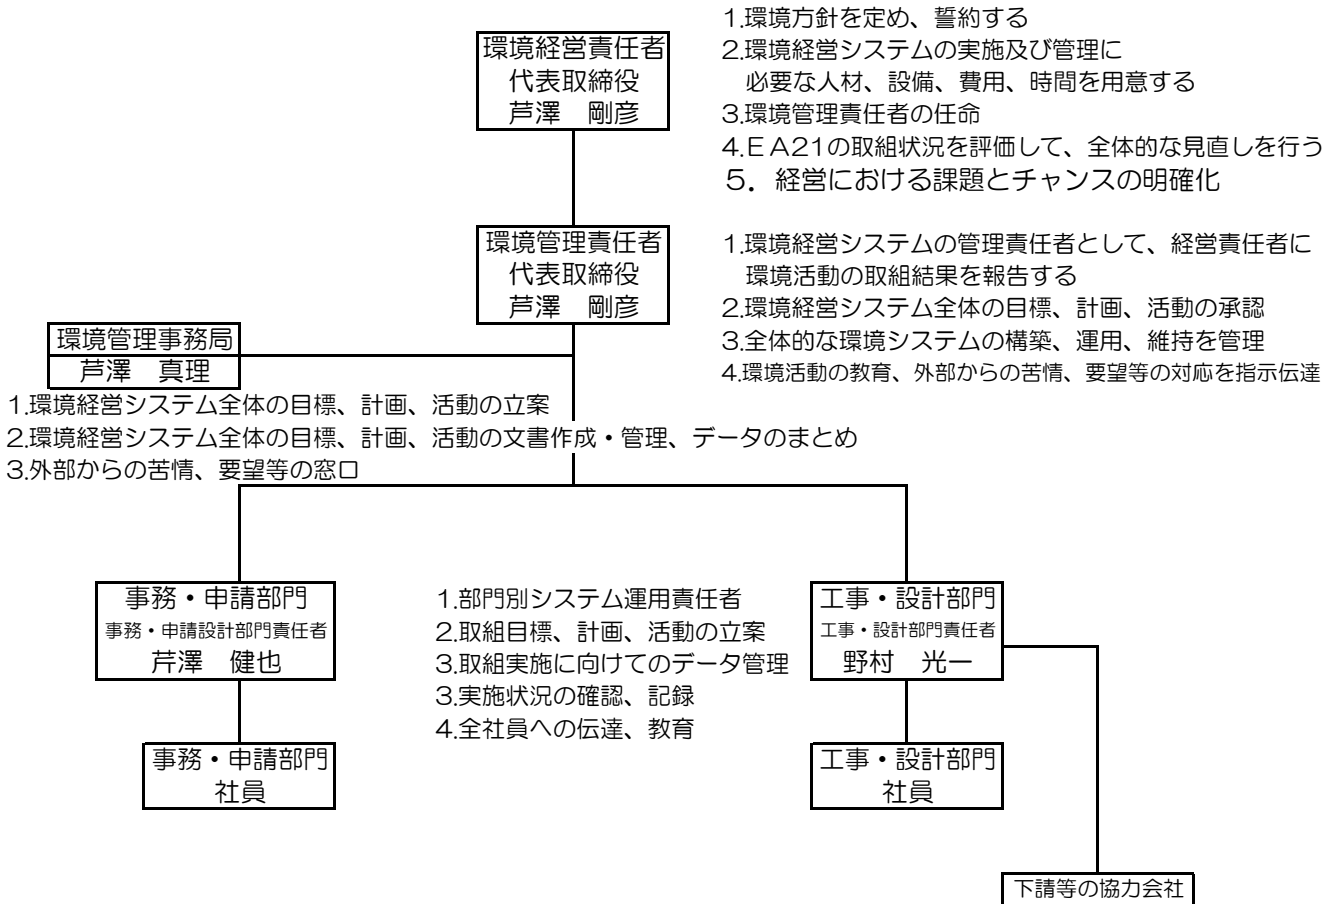 環境経営責任者
代表取締役
芦澤　剛彦
1.環境方針を定め、誓約する
2.環境経営システムの実施及び管理に
必要な人材、設備、費用、時間を用意する
3.環境管理責任者の任命
4.ＥＡ21の取組状況を評価して、全体的な見直しを行う
５．経営における課題とチャンスの明確化
環境管理責任者
代表取締役
芦澤　剛彦
1.環境経営システムの管理責任者として、経営責任者に
環境活動の取組結果を報告する
2.環境経営システム全体の目標、計画、活動の承認
3.全体的な環境システムの構築、運用、維持を管理
4.環境活動の教育、外部からの苦情、要望等の対応を指示伝達
環境管理事務局
芦澤　真理
1.環境経営システム全体の目標、計画、活動の立案
2.環境経営システム全体の目標、計画、活動の文書作成・管理、データのまとめ
3.外部からの苦情、要望等の窓口
事務・申請部門
事務・申請設計部門責任者
芹澤　健也
1.部門別システム運用責任者
2.取組目標、計画、活動の立案
3.取組実施に向けてのデータ管理
3.実施状況の確認、記録
4.全社員への伝達、教育
工事・設計部門
工事・設計部門責任者
野村　光一
事務・申請部門
社員
工事・設計部門
社員
下請等の協力会社